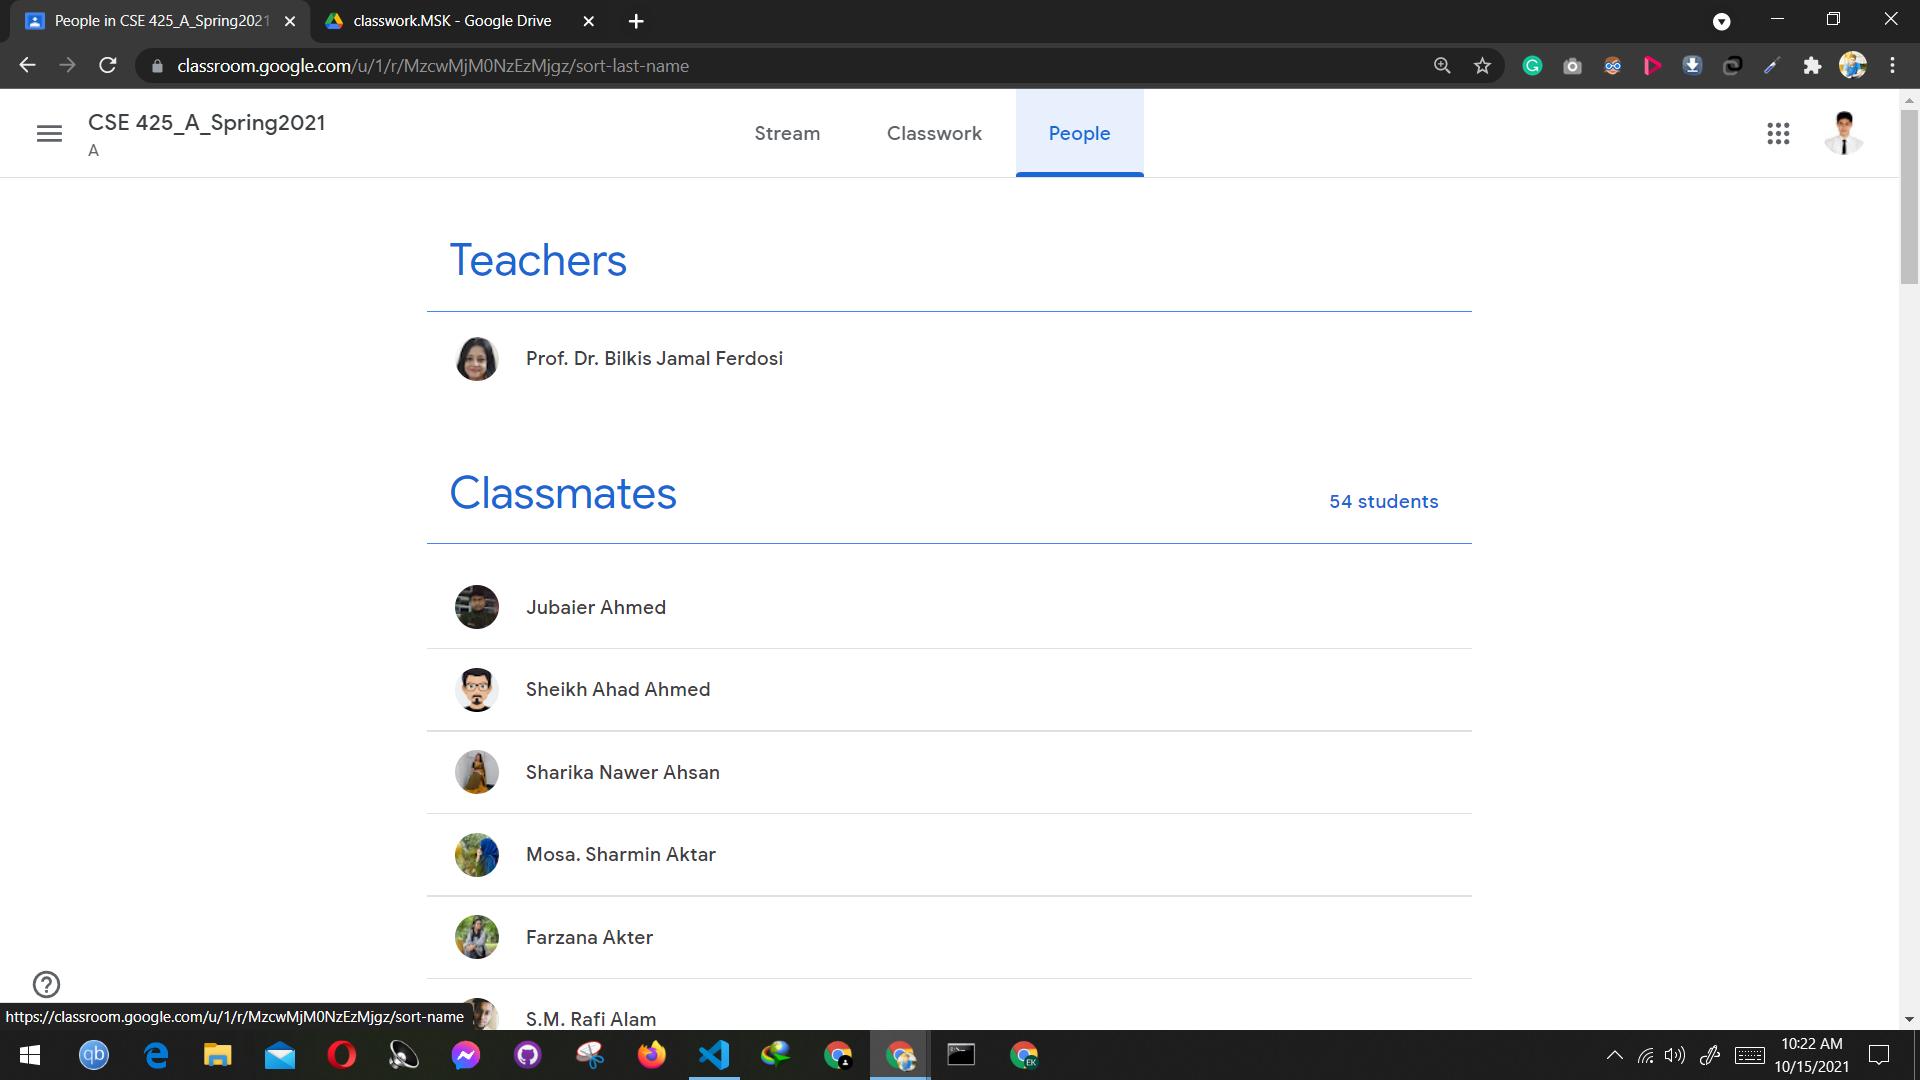 People in CSE 425_A_Spring2021
classwork.MSK - Google Drive
classroom.google.com/u/1/r/MzcwMjM0NzEzMjgz/sort-last-name
CSE 425_A_Spring2021
A
Stream
Classwork
People
Teachers
Prof. Dr. Bilkis Jamal Ferdosi
Classmates
54 students
Jubaier Ahmed
Sheikh Ahad Ahmed
Sharika Nawer Ahsan
Mosa. Sharmin Aktar
Farzana Akter
S.M. Rafi Alam
https://classroom.google.com/u/1/r/MzcwMjM0NzEzMjgz/sort-name
qb
EK
10:22 AM
10/15/2021